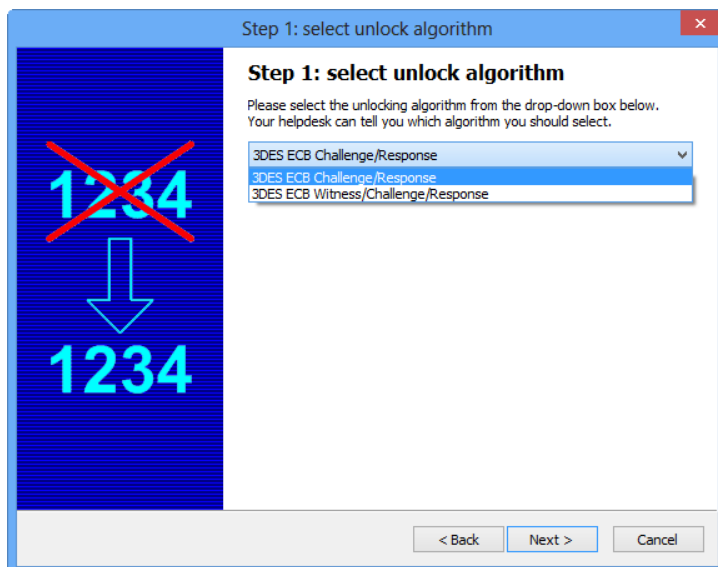 Step 1: select unlock algorithm
Step 1: select unlock algorithm
Please select the unlocking algorithm from the drop-down box below.
Your helpdesk can tell you which algorithm you should select.
3DES ECB Challenge/Response
3DES ECB Challenge/Response
3DES ECB Witness/Challenge/Response
1234
1234
< Back Next > Cancel